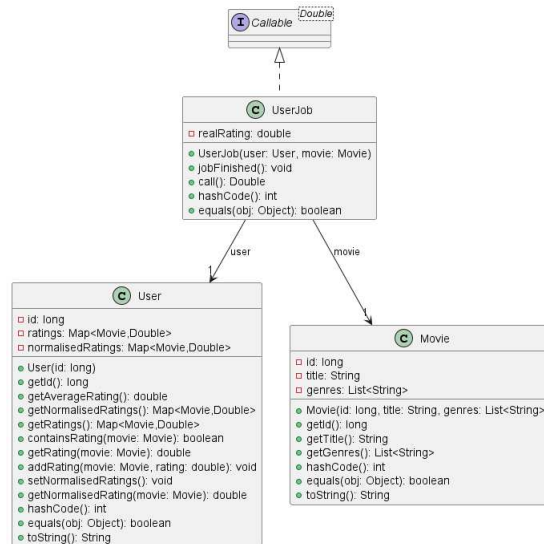 Double
I Callable
C UserJob
realRating: double
UserJob(user: User, movie: Movie)
jobFinished(): void
call(): Double
hashCode(): int
equals(obj: Object): boolean
user
movie
1
1
C User
id: long
ratings: Map<Movie,Double>
normalisedRatings: Map<Movie,Double>
User(id: long)
getId(): long
getAverageRating(): double
getNormalisedRatings(): Map<Movie,Double>
getRatings(): Map<Movie,Double>
containsRating(movie: Movie): boolean
getRating(movie: Movie): double
addRating(movie: Movie, rating: double): void
setNormalisedRatings(): void
getNormalisedRating(movie: Movie): double
hashCode(): int
equals(obj: Object): boolean
toString(): String
C Movie
id: long
title: String
genres: List<String>
Movie(id: long, title: String, genres: List<String>)
getId(): long
getTitle(): String
getGenres(): List<String>
hashCode(): int
equals(obj: Object): boolean
toString(): String